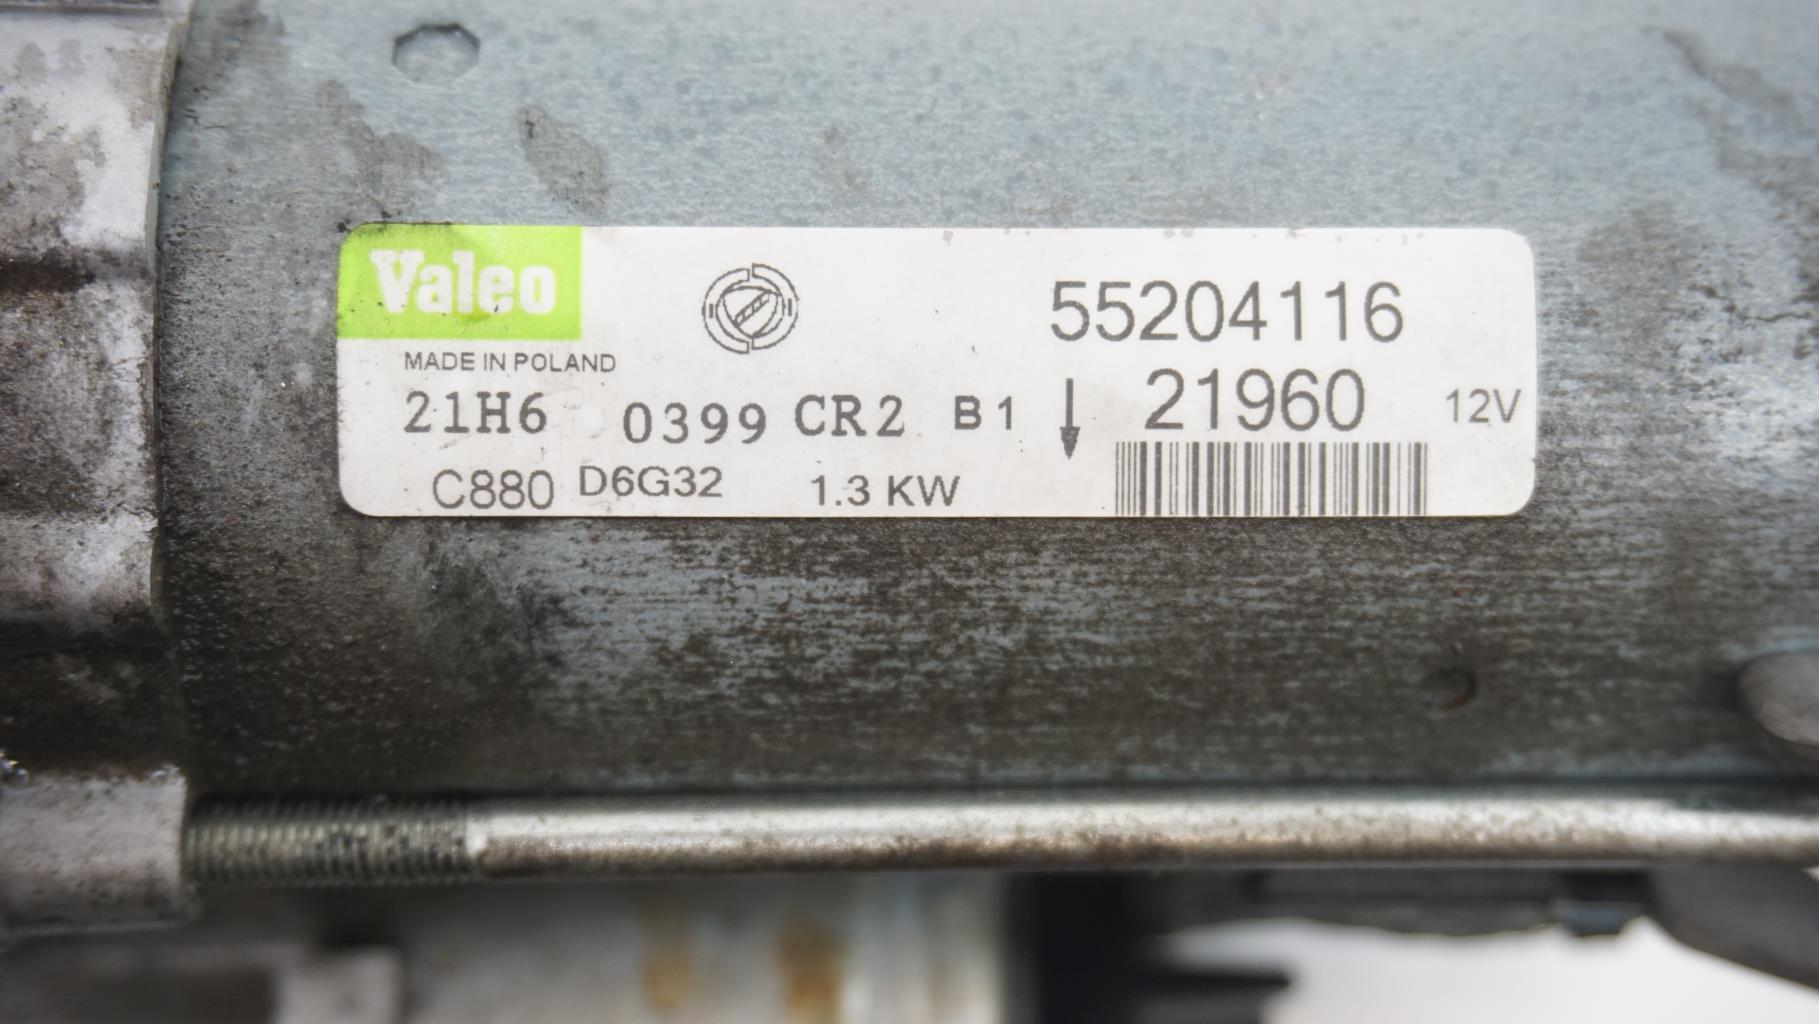 Valeo
55204116
MADE IN POLAND
21H6 0399 CR2 B1 21960 12V
C880 D6G32 1.3 KW